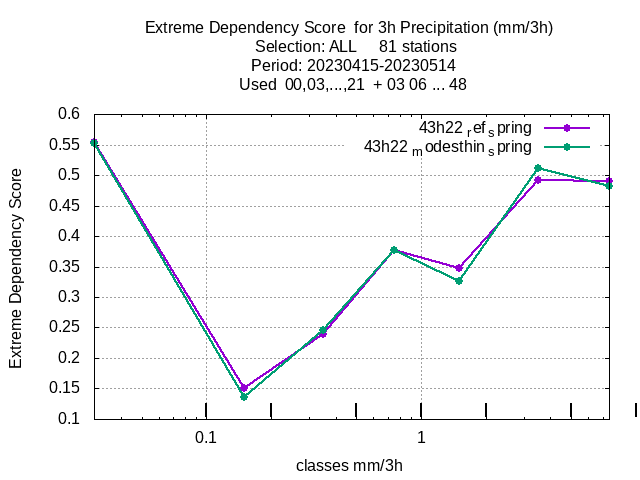 Extreme Dependency Score  for 3h Precipitation (mm/3h)
Selection: ALL     81 stations
Period: 20230415-20230514
Used  00,03,...,21  + 03 06 ... 48
43h22 ref spring
43h22 modesthin spring
0.6
0.55
0.5
0.45
0.4
0.35
0.3
0.25
0.2
0.15
0.1
Extreme Dependency Score
0.1
1
classes mm/3h